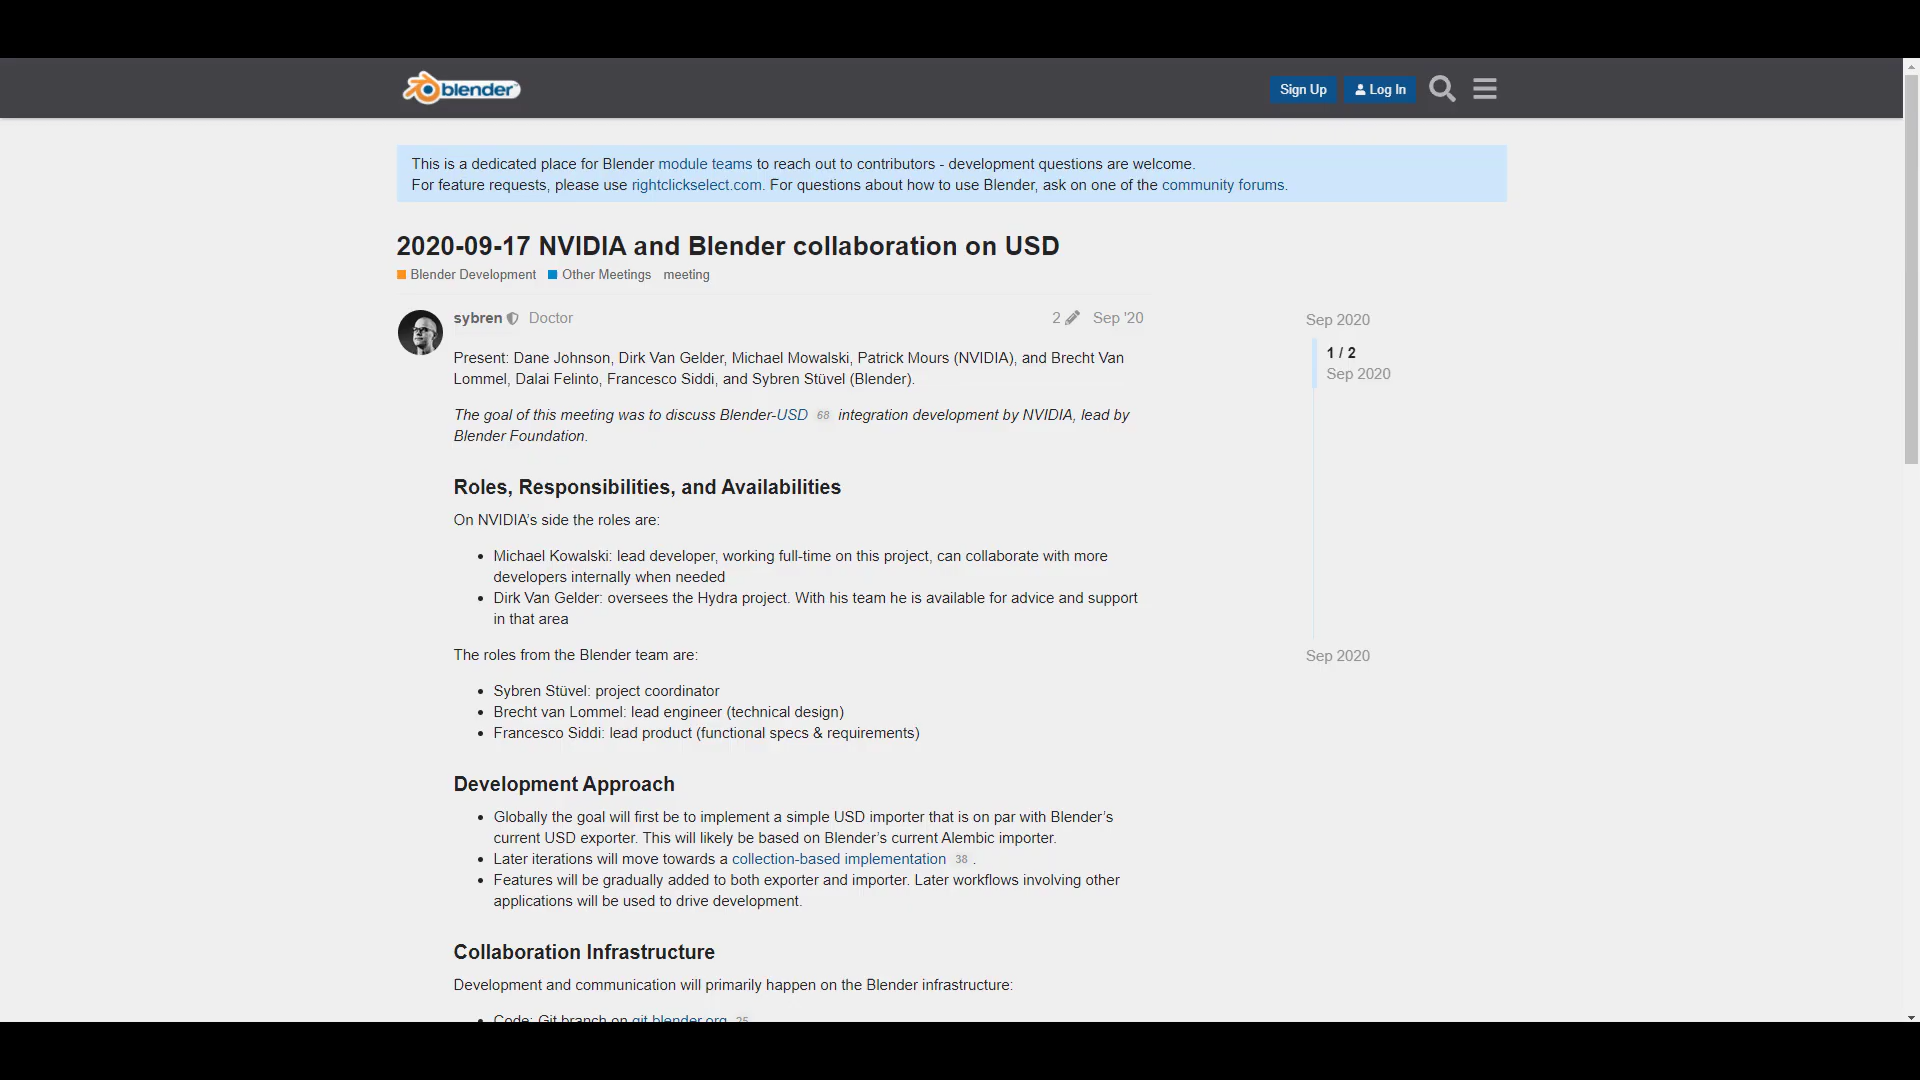 blender
Sign Up
Log In
This is a dedicated place for Blender module teams to reach out to contributors - development questions are welcome.
For feature requests, please use rightclickselect.com. For questions about how to use Blender, ask on one of the community forums.
2020-09-17 NVIDIA and Blender collaboration on USD
Blender Development Other Meetings meeting
sybren Doctor
2 Sep '20
Present: Dane Johnson, Dirk Van Gelder, Michael Mowalski, Patrick Mours (NVIDIA), and Brecht Van
Lommel, Dalai Felinto, Francesco Siddi, and Sybren Stüvel (Blender).
The goal of this meeting was to discuss Blender-USD 68 integration development by NVIDIA, lead by
Blender Foundation.
Roles, Responsibilities, and Availabilities
On NVIDIA’s side the roles are:
• Michael Kowalski: lead developer, working full-time on this project, can collaborate with more
developers internally when needed
• Dirk Van Gelder: oversees the Hydra project. With his team he is available for advice and support
in that area
The roles from the Blender team are:
• Sybren Stüvel: project coordinator
• Brecht van Lommel: lead engineer (technical design)
• Francesco Siddi: lead product (functional specs & requirements)
Development Approach
• Globally the goal will first be to implement a simple USD importer that is on par with Blender’s
current USD exporter. This will likely be based on Blender’s current Alembic importer.
• Later iterations will move towards a collection-based implementation 38 .
• Features will be gradually added to both exporter and importer. Later workflows involving other
applications will be used to drive development.
Collaboration Infrastructure
Development and communication will primarily happen on the Blender infrastructure:
• Code: Git branch on git.blender.org 25
Sep 2020
1 / 2
Sep 2020
Sep 2020